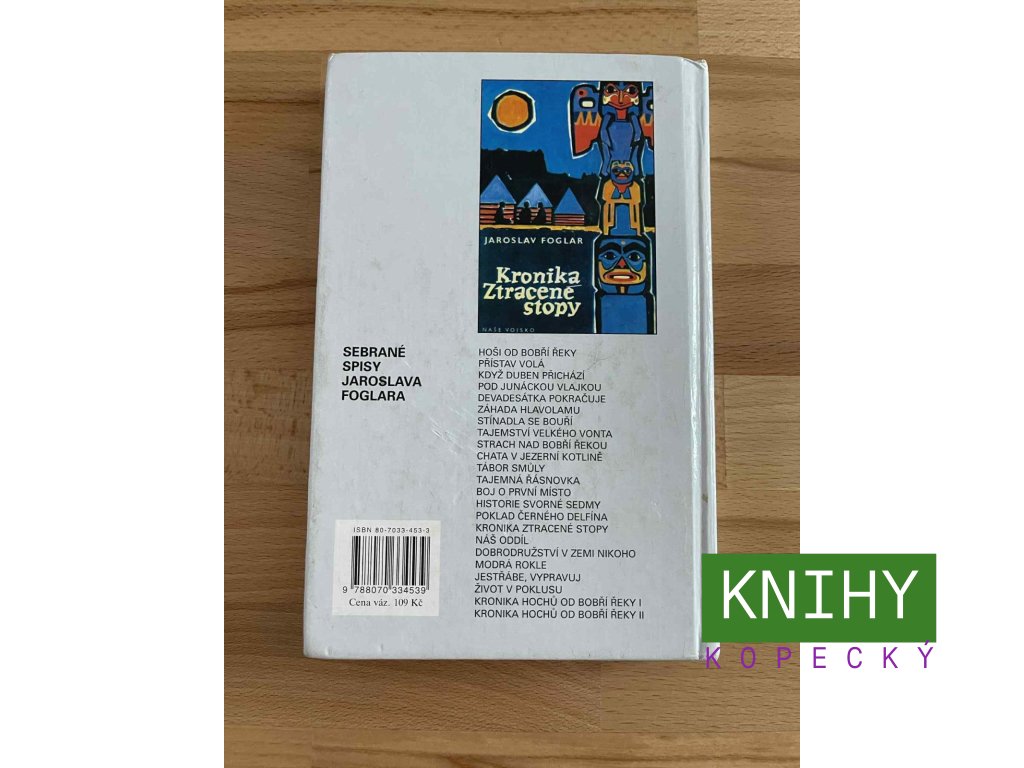 JAROSLAV FOGLAR
Kronika
Ztracené
stopy
NAŠE VOJSKO
SEBRANÉ
SPISY
JAROSLAVA
FOGLARA
HOŠI OD BOBŘÍ ŘEKY
PŘÍSTAV VOLÁ
KDYŽ DUBEN PŘICHÁZÍ
POD JUNÁCKOU VLAJKOU
DEVADESÁTKA POKRAČUJE
ZÁHADA HLAVOLAMU
STÍNADLA SE BOUŘÍ
TAJEMSTVÍ VELKÉHO VONTA
STRACH NAD BOBŘÍ ŘEKOU
CHATA V JEZERNÍ KOTLINĚ
TÁBOR SMŮLY
TAJEMNÁ ŘÁSNOVKA
BOJ O PRVNÍ MÍSTO
HISTORIE SVORNÉ SEDMY
POKLAD ČERNÉHO DELFÍNA
KRONIKA ZTRACENÉ STOPY
NÁŠ ODDÍL
DOBRODRUŽSTVÍ V ZEMI NIKOHO
MODRÁ ROKLE
JESTŘÁBE, VYPRAVUJ
ŽIVOT V POKLUSU
KRONIKA HOCHŮ OD BOBŘÍ ŘEKY I
KRONIKA HOCHŮ OD BOBŘÍ ŘEKY II
ISBN 80-7033-453-3
9 788070 334539
Cena váz. 109 Kč
KNIHY
KOPECKÝ